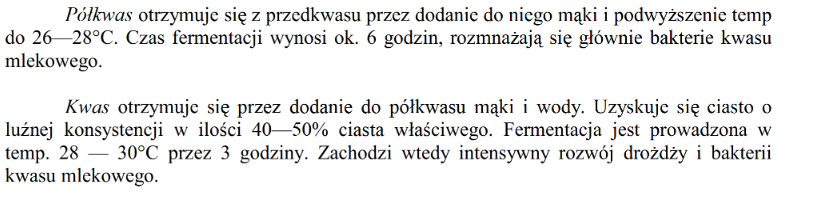 Półkwas otrzymuje się z przedkwasu przez dodanie do niego mąki i podwyższenie temp
do 26—28°C. Czas fermentacji wynosi ok. 6 godzin, rozmnażają się głównie bakterie kwasu
mlekowego.
Kwas otrzymuje się przez dodanie do półkwasu mąki i wody. Uzyskuje się ciasto o
luźnej konsystencji w ilości 40—50% ciasta właściwego. Fermentacja jest prowadzona w
temp. 28 — 30°C przez 3 godziny. Zachodzi wtedy intensywny rozwój drożdży i bakterii
kwasu mlekowego.